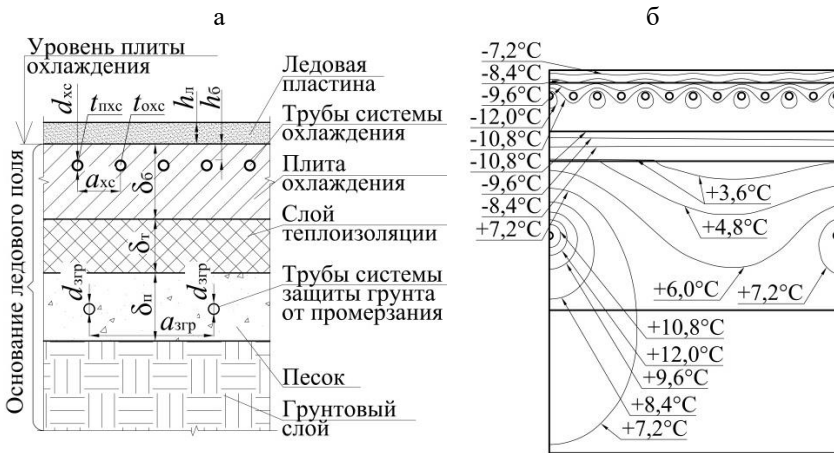 а
Уровень плиты
охлаждения
dхс
tпхс
tохс
hл
hб
Ледовая
пластина
Трубы системы
охлаждения
Плита
охлаждения
Слой
теплоизоляции
Трубы системы
защиты грунта
от промерзания
Песок
Грунтовый
слой
Основание ледового поля
aхс
δб
δт
dзгр
δп
dзгр
aзгр
б
-7,2°C
-8,4°C
-9,6°C
-12,0°C
-10,8°C
-10,8°C
-9,6°C
-8,4°C
+7,2°C
+3,6°C
+4,8°C
+6,0°C
+7,2°C
+10,8°C
+12,0°C
+9,6°C
+8,4°C
+7,2°C